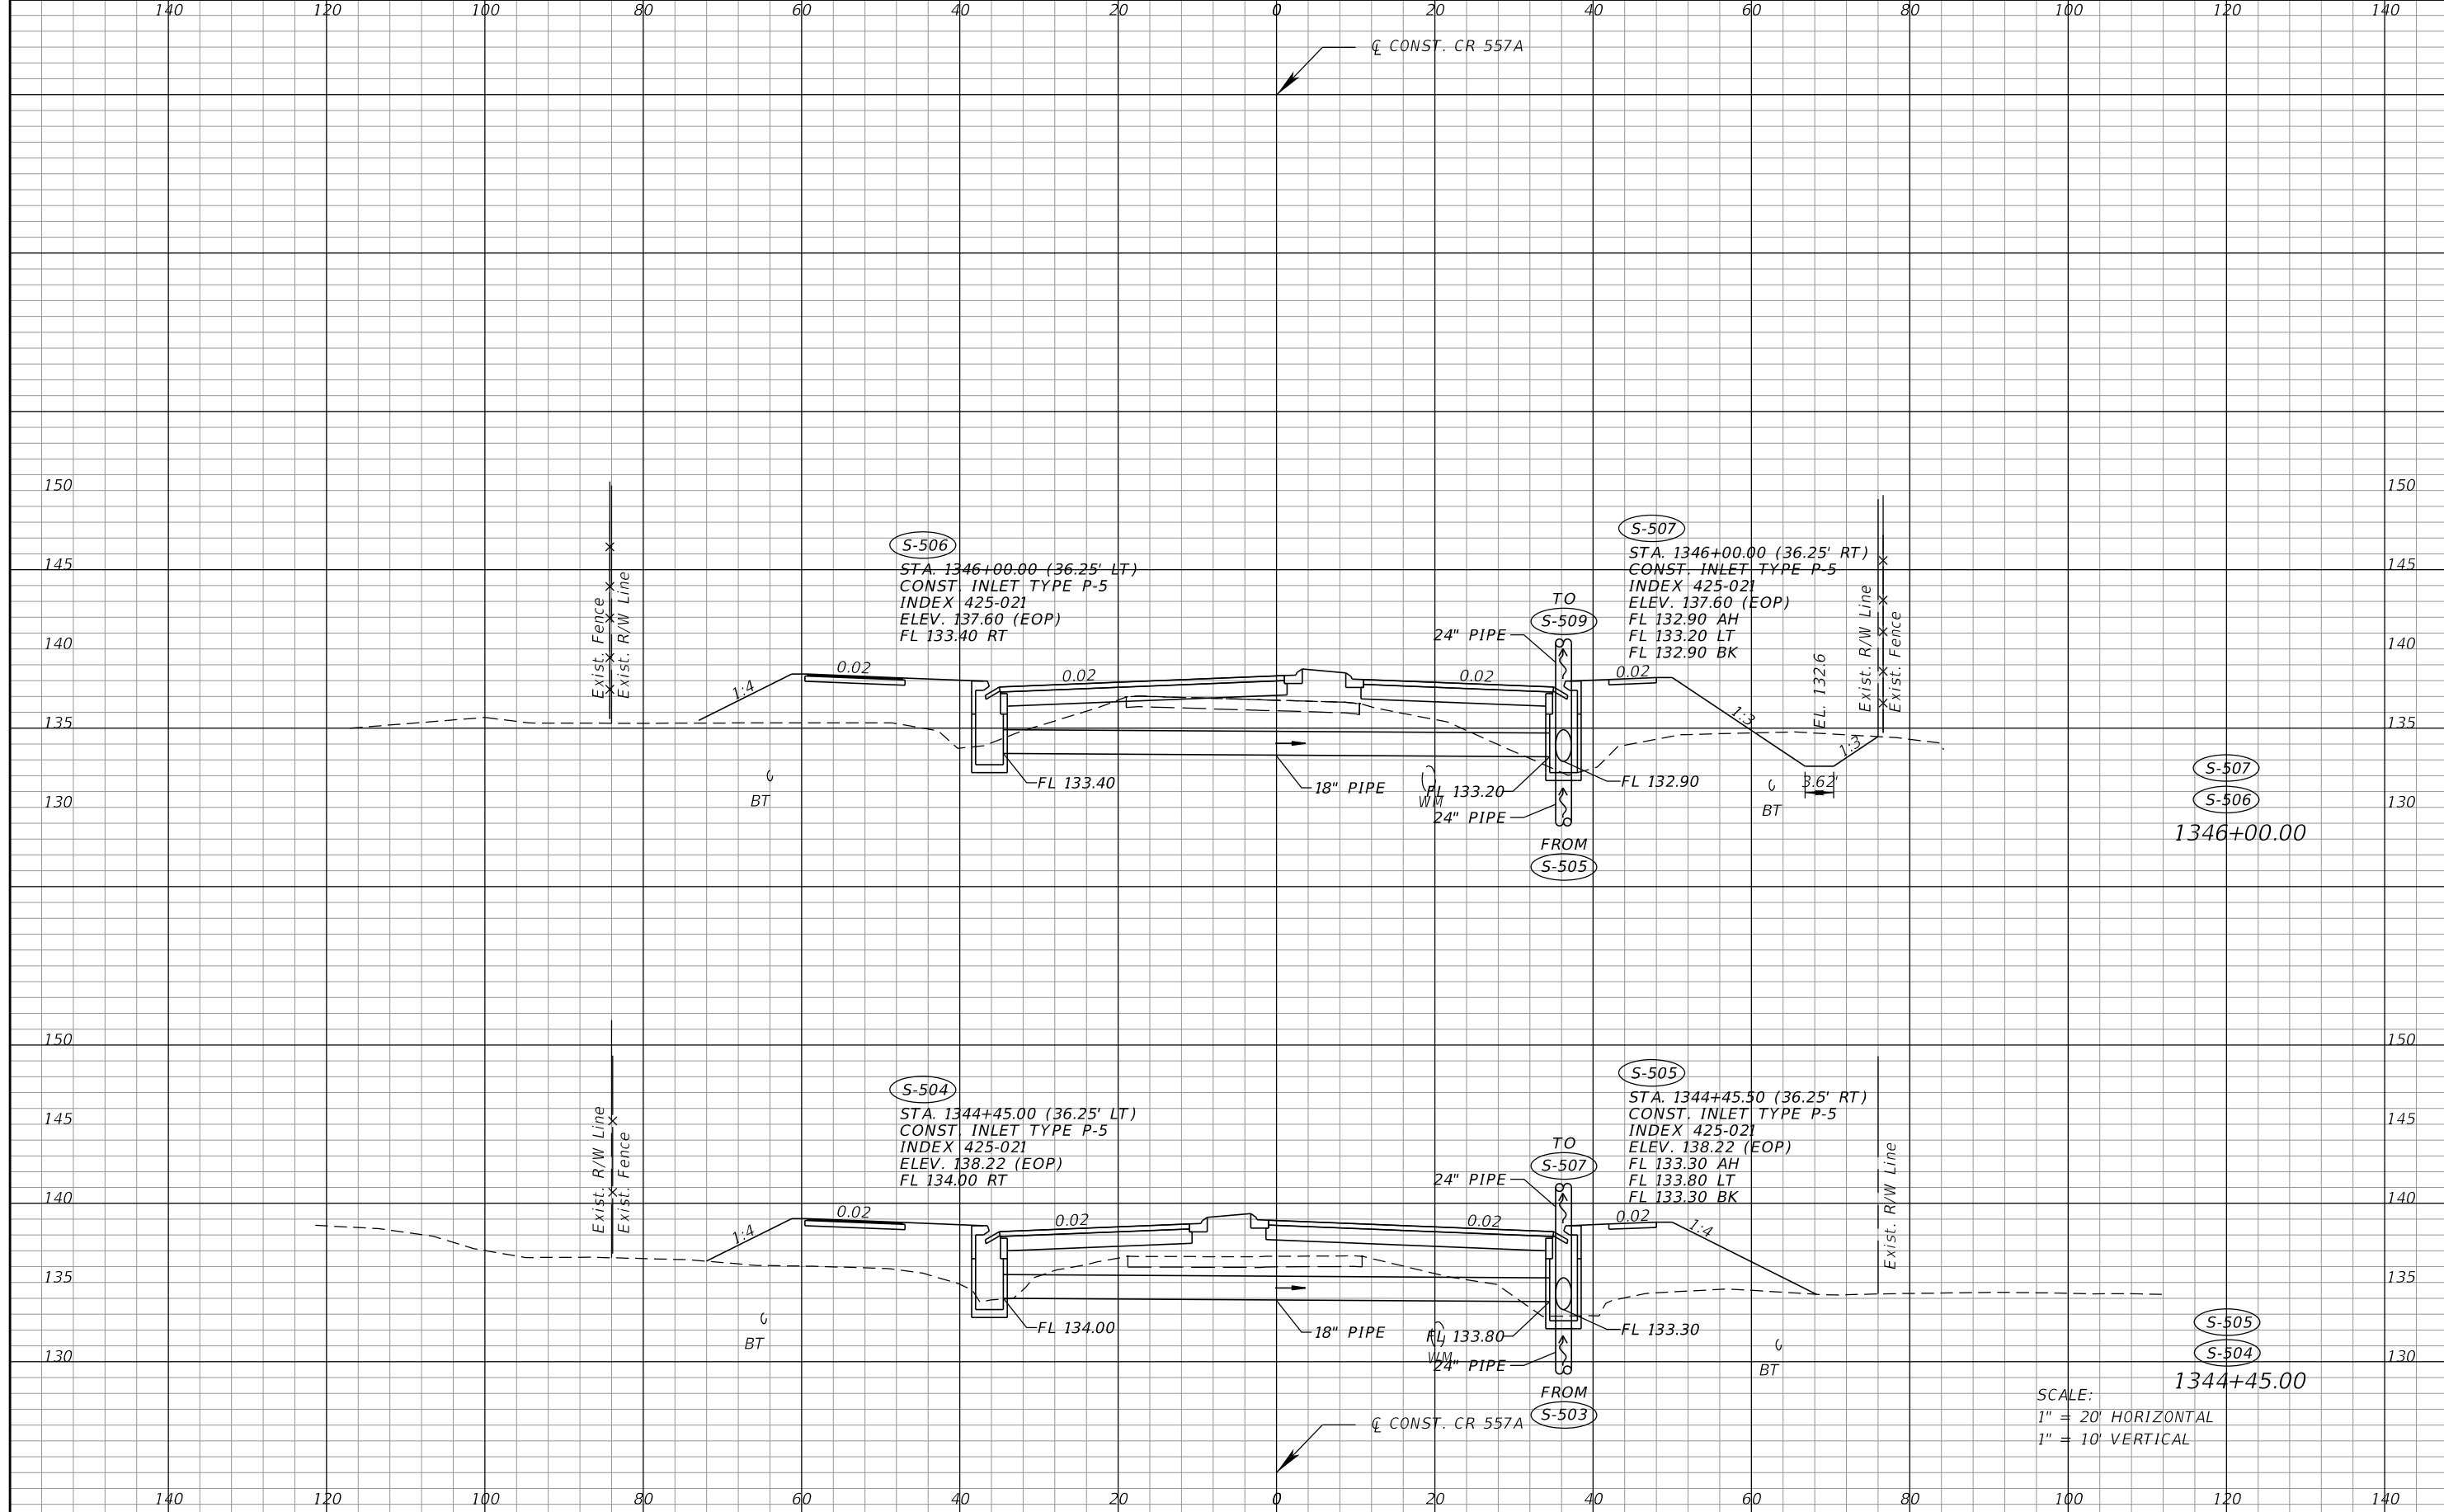 140 120 100 80 60 40 20 0 20 40 60 80 100 120 140
℄ CONST. CR 557A
150 150
S-506
STA. 1346+00.00 (36.25' LT)
CONST. INLET TYPE P-5
INDEX 425-021
ELEV. 137.60 (EOP)
FL 133.40 RT
S-507
STA. 1346+00.00 (36.25' RT)
CONST. INLET TYPE P-5
INDEX 425-021
ELEV. 137.60 (EOP)
FL 132.90 AH
FL 133.20 LT
FL 132.90 BK
145 145
TO
S-509
24" PIPE
140 140
Exist. Fence
Exist. R/W Line
Exist. R/W Line
Exist. Fence
EL. 132.6
1:4
0.02
0.02
0.02
0.02
1:3
1:3
135 135
FL 133.40
18" PIPE
FL 133.20
WM
24" PIPE
FL 132.90
3.62'
BT
BT
130 130
FROM
S-505
S-507
S-506
1346+00.00
150 150
S-504
STA. 1344+45.00 (36.25' LT)
CONST. INLET TYPE P-5
INDEX 425-021
ELEV. 138.22 (EOP)
FL 134.00 RT
S-505
STA. 1344+45.50 (36.25' RT)
CONST. INLET TYPE P-5
INDEX 425-021
ELEV. 138.22 (EOP)
FL 133.30 AH
FL 133.80 LT
FL 133.30 BK
145 145
TO
S-507
24" PIPE
140 140
Exist. R/W Line
Exist. Fence
Exist. R/W Line
1:4
0.02
0.02
0.02
0.02
1:4
135 135
FL 134.00
18" PIPE
FL 133.80
WM
24" PIPE
FL 133.30
BT
BT
130 130
FROM
S-503
S-505
S-504
1344+45.00
SCALE:
1" = 20' HORIZONTAL
1" = 10' VERTICAL
℄ CONST. CR 557A
140 120 100 80 60 40 20 0 20 40 60 80 100 120 140